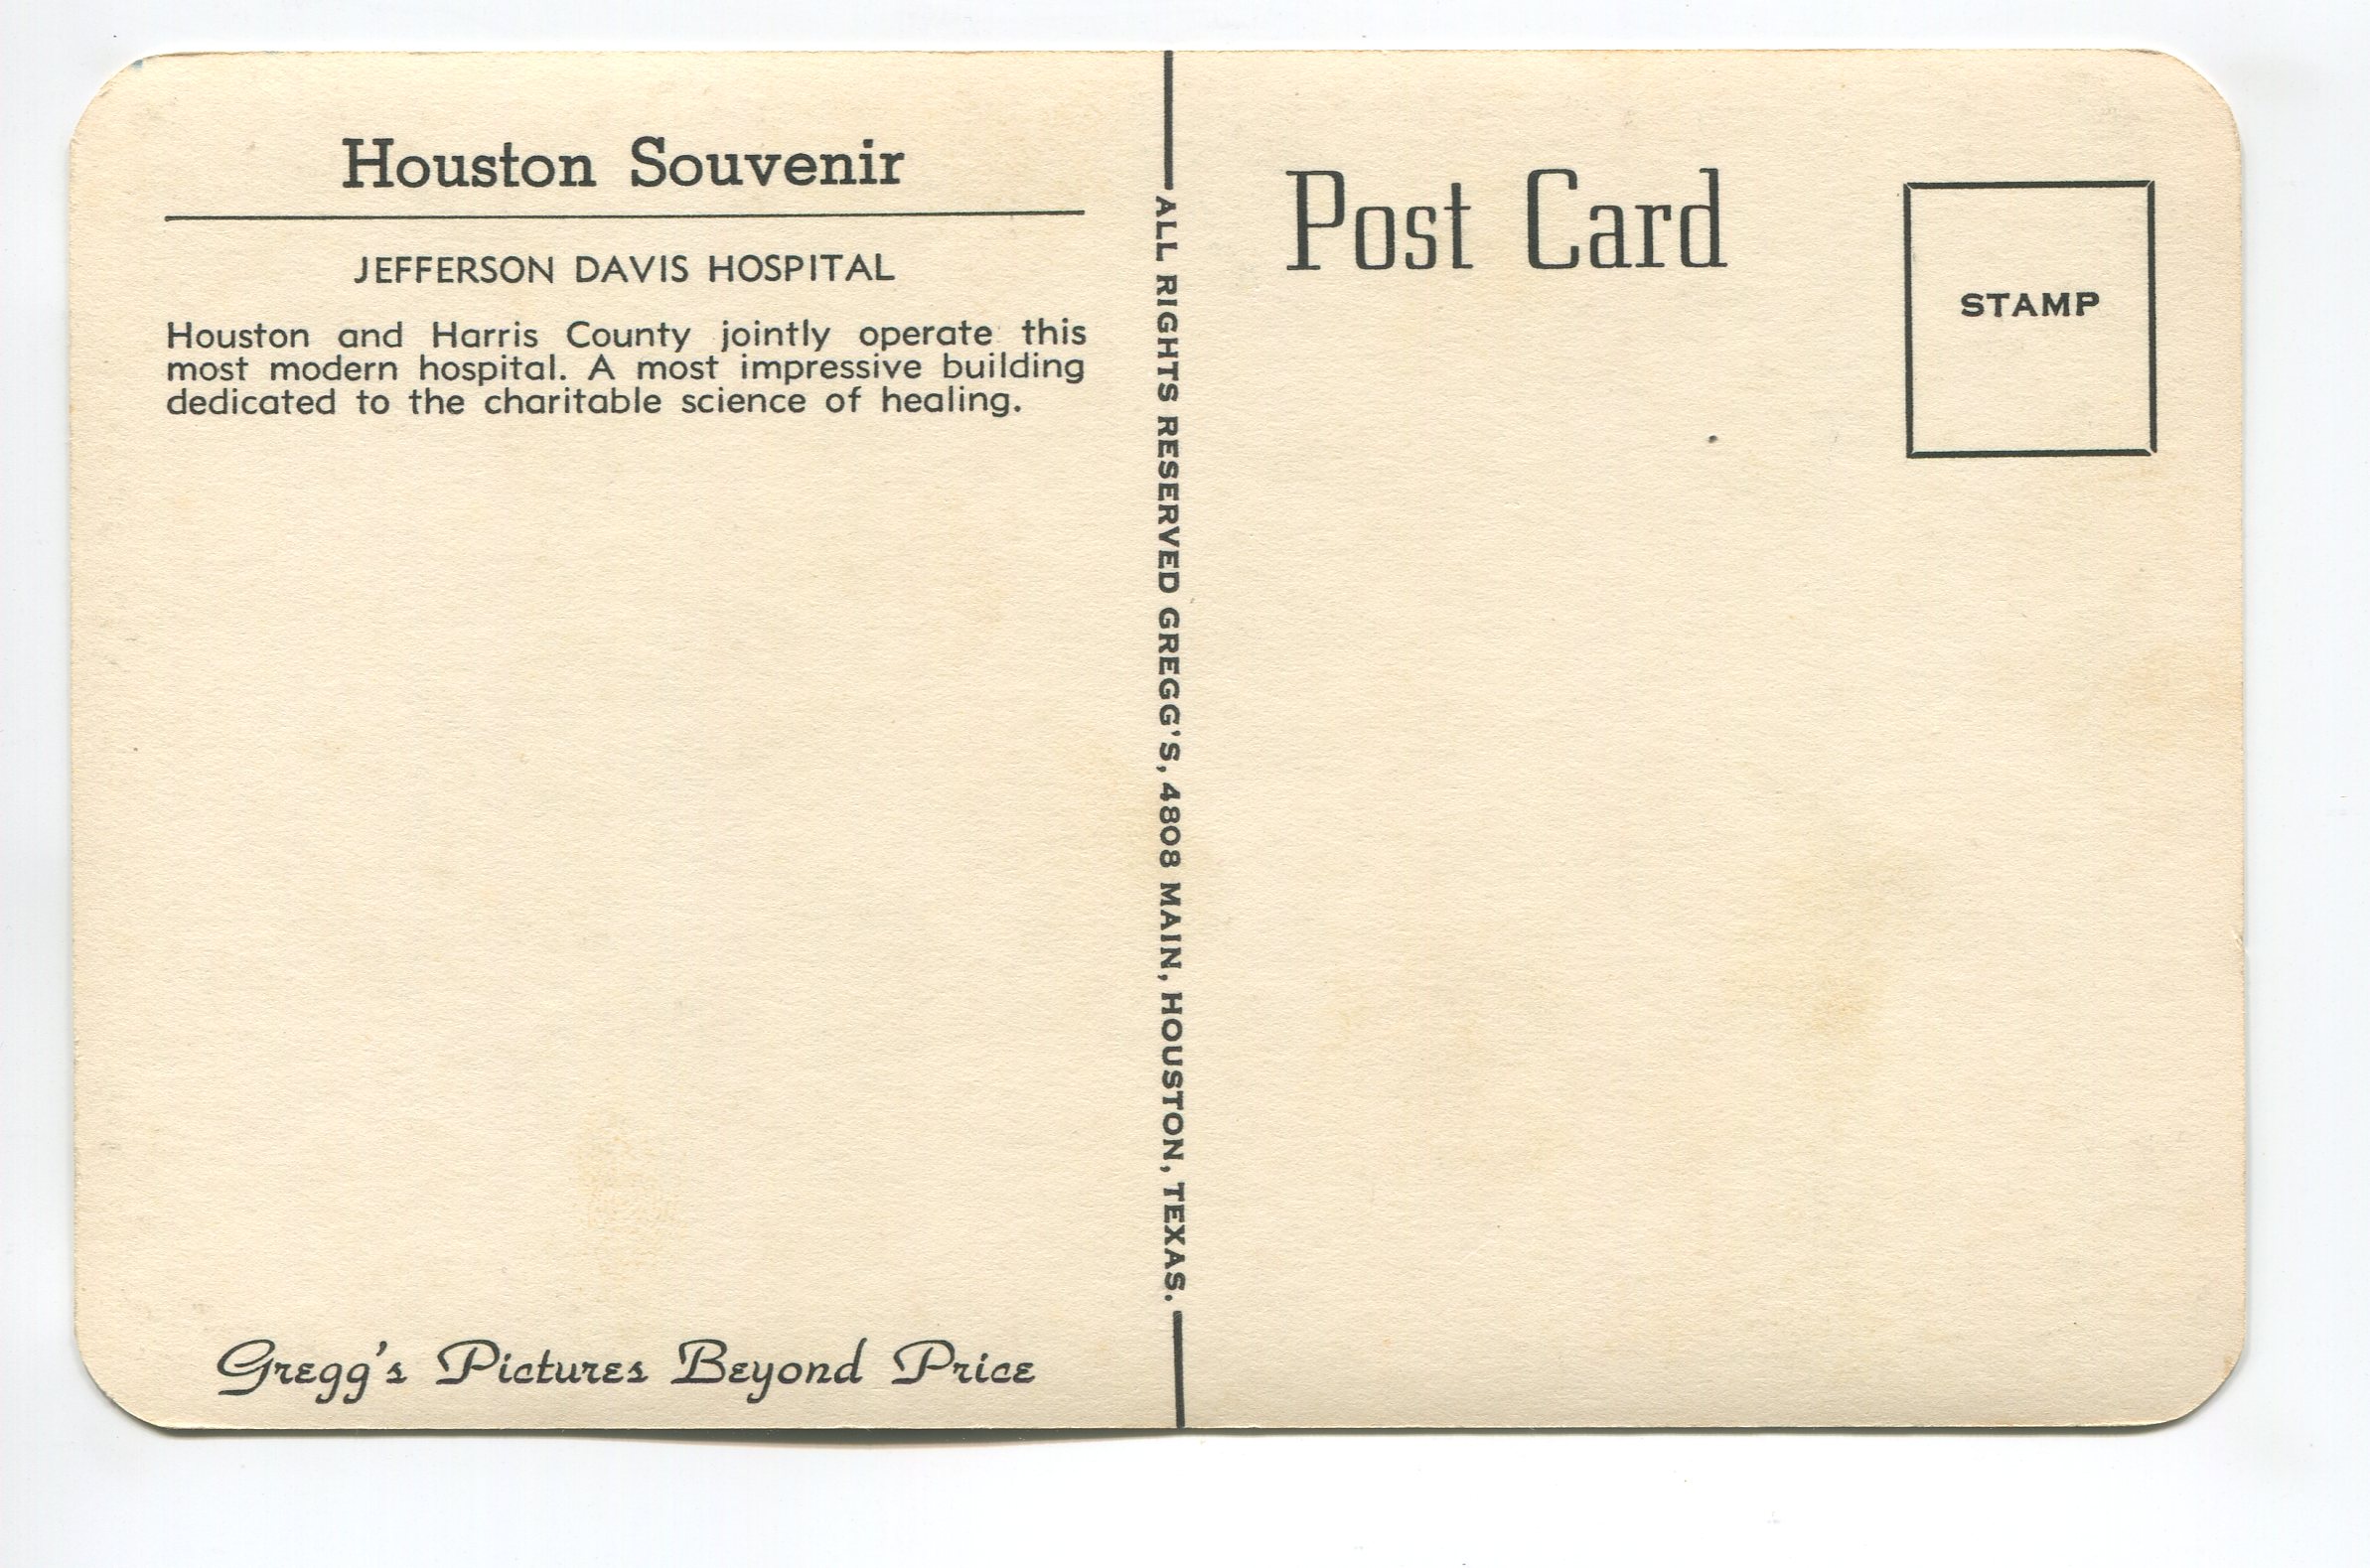 Houston Souvenir
JEFFERSON DAVIS HOSPITAL
Houston and Harris County jointly operate this
most modern hospital. A most impressive building
dedicated to the charitable science of healing.
Gregg's Pictures Beyond Price
ALL RIGHTS RESERVED GREGG'S, 4808 MAIN, HOUSTON, TEXAS.
Post Card
STAMP